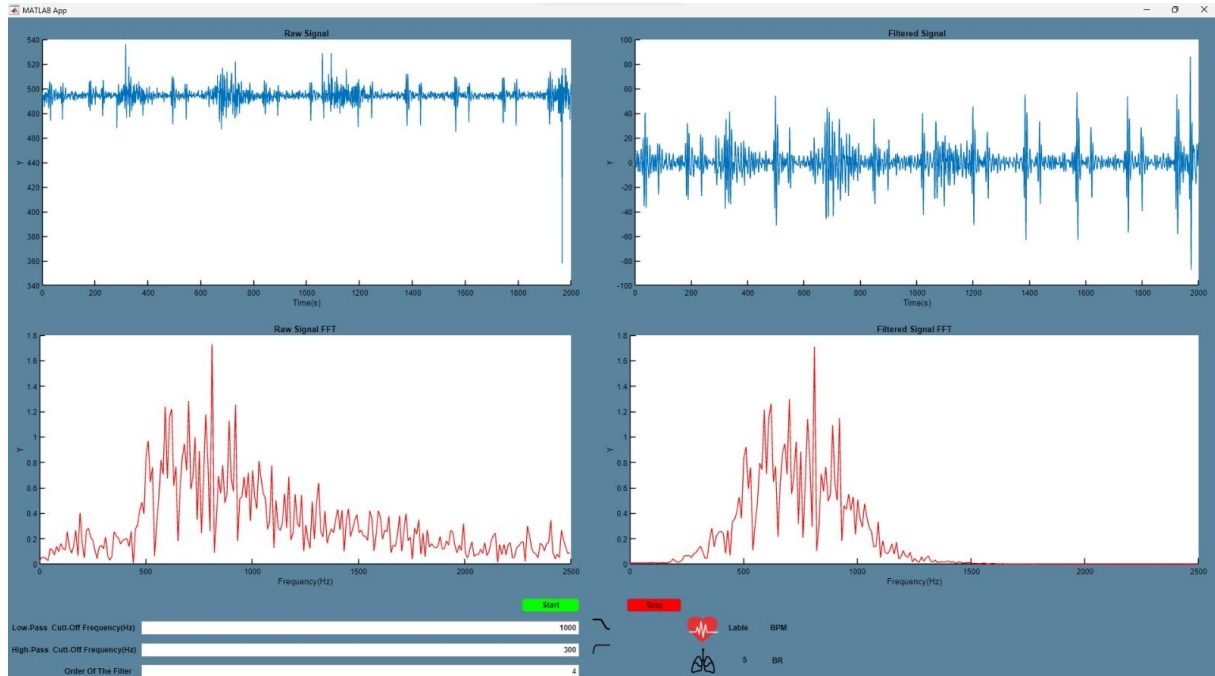 MATLAB App
Raw Signal
540
520
500
480
460
440
420
400
380
360
340
Y
0 200 400 600 800 1000 1200 1400 1600 1800 2000
Time(s)
Filtered Signal
100
80
60
40
20
0
-20
-40
-60
-80
-100
Y
0 200 400 600 800 1000 1200 1400 1600 1800 2000
Time(s)
Raw Signal FFT
1.8
1.6
1.4
1.2
1
0.8
0.6
0.4
0.2
0
Y
0 500 1000 1500 2000 2500
Frequency(Hz)
Filtered Signal FFT
1.8
1.6
1.4
1.2
1
0.8
0.6
0.4
0.2
0
Y
0 500 1000 1500 2000 2500
Frequency(Hz)
Start Stop
Low-Pass Cutt-Off Frequency(Hz) 1000
Lable BPM
High-Pass Cutt-Off Frequency(Hz) 300
5 BR
Order Of The Filter 4